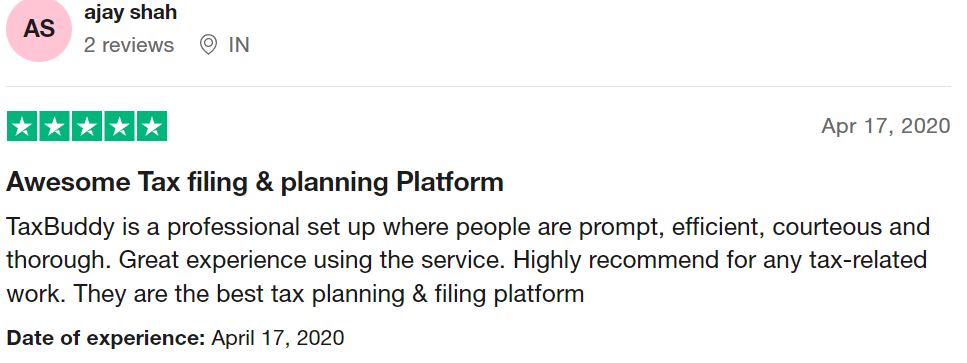 AS
ajay shah
2 reviews IN
Apr 17, 2020
Awesome Tax filing & planning Platform
TaxBuddy is a professional set up where people are prompt, efficient, courteous and
thorough. Great experience using the service. Highly recommend for any tax-related
work. They are the best tax planning & filing platform
Date of experience: April 17, 2020